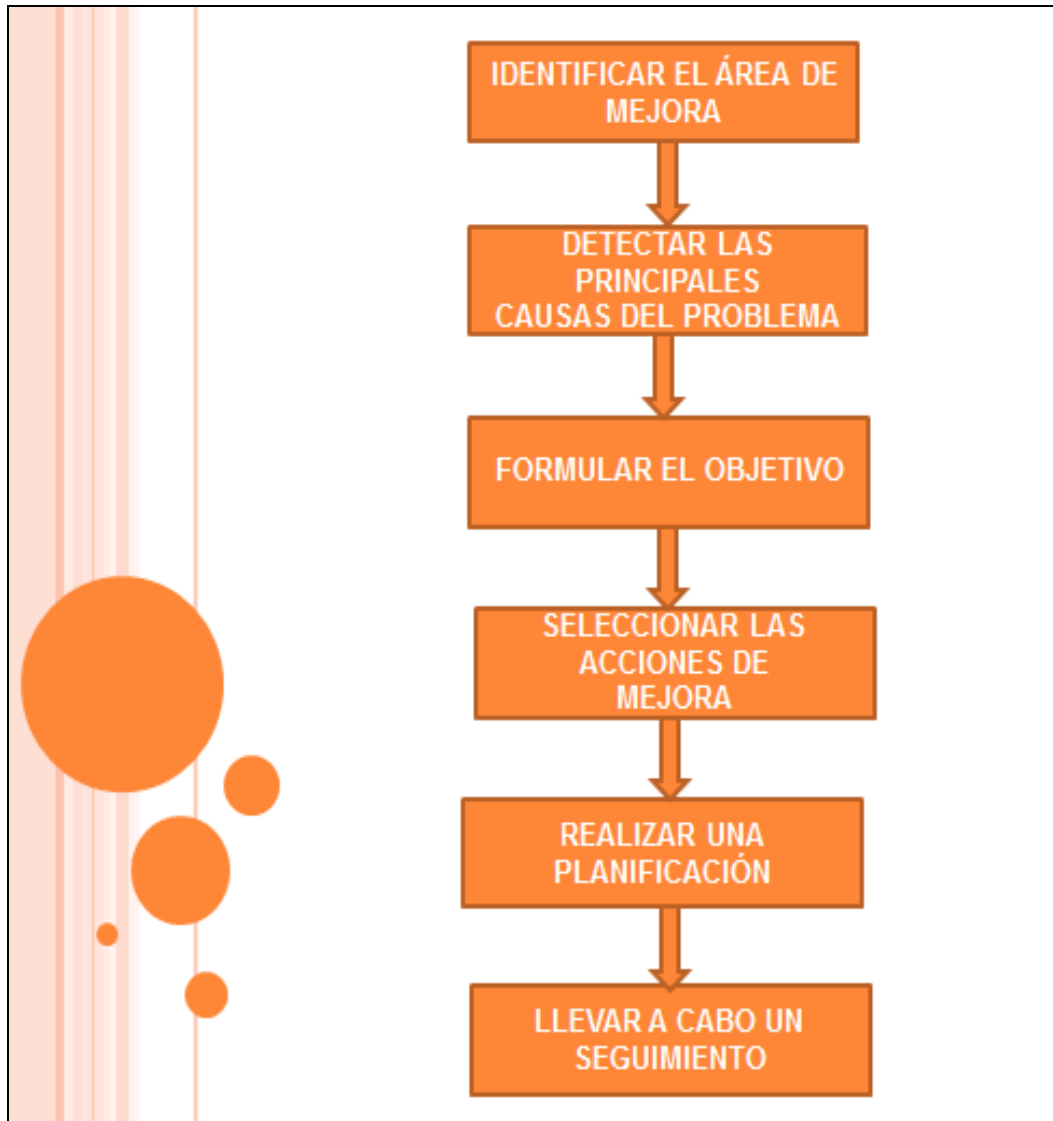 IDENTIFICAR EL ÁREA DE
MEJORA
DETECTAR LAS
PRINCIPALES
CAUSAS DEL PROBLEMA
FORMULAR EL OBJETIVO
SELECCIONAR LAS
ACCIONES DE
MEJORA
REALIZAR UNA
PLANIFICACIÓN
LLEVAR A CABO UN
SEGUIMIENTO